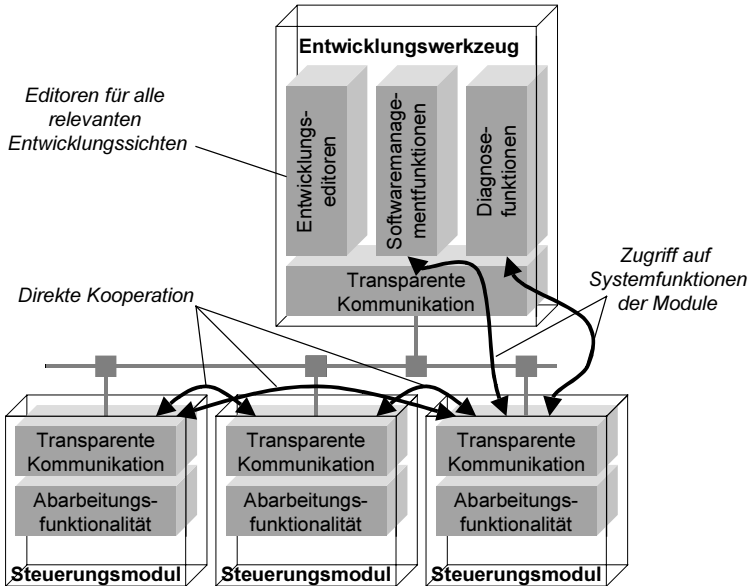 Entwicklungswerkzeug
Editoren für alle
relevanten
Entwicklungssichten
Entwicklungs-
editoren
Softwaremanage-
mentfunktionen
Diagnose-
funktionen
Transparente
Kommunikation
Zugriff auf
Systemfunktionen
der Module
Direkte Kooperation
Transparente
Kommunikation
Abarbeitungs-
funktionalität
Steuerungsmodul
Transparente
Kommunikation
Abarbeitungs-
funktionalität
Steuerungsmodul
Transparente
Kommunikation
Abarbeitungs-
funktionalität
Steuerungsmodul